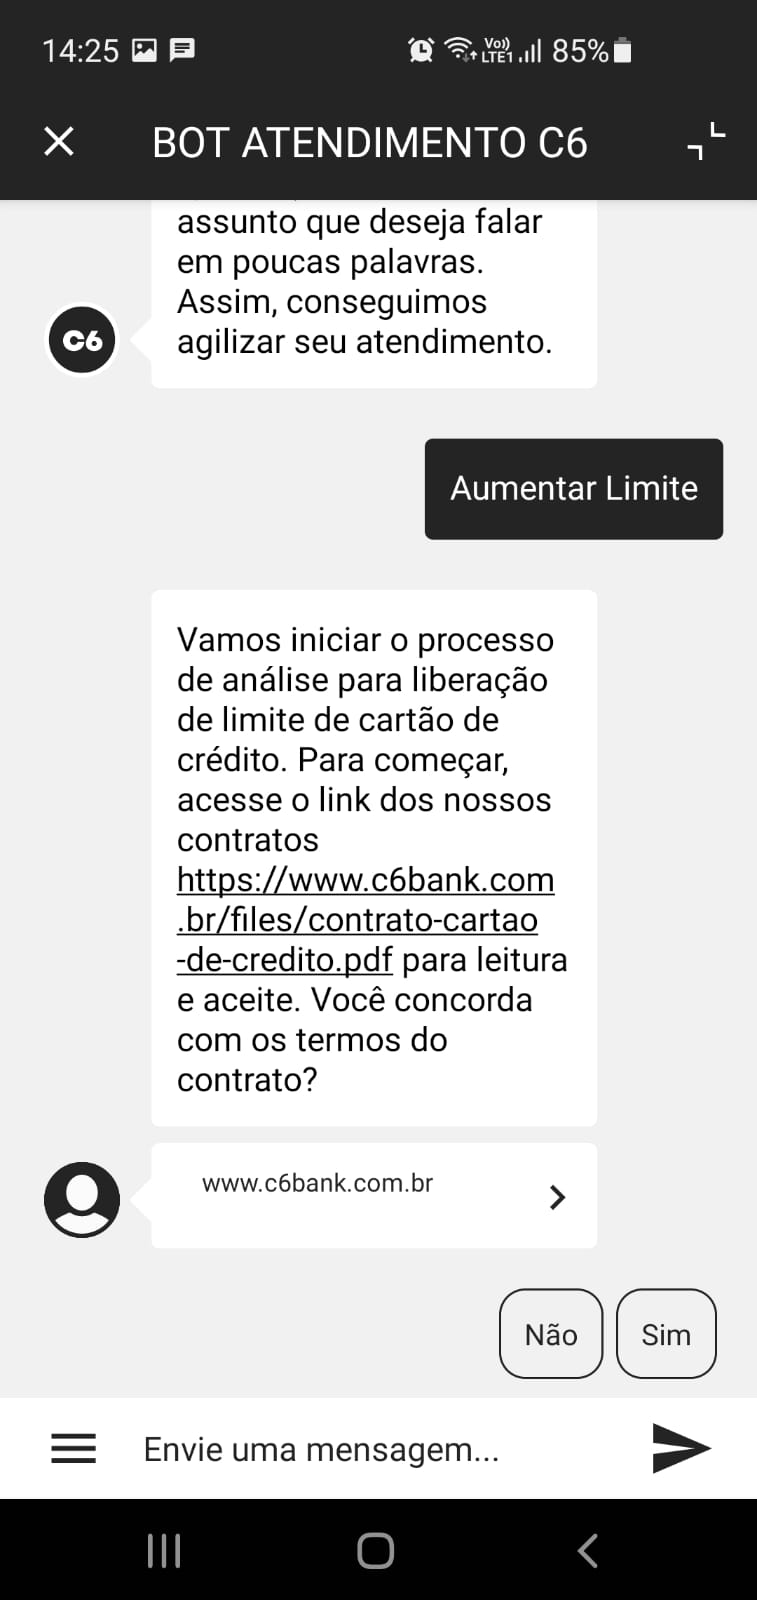 14:25
Vo))
LTE1
85%
BOT ATENDIMENTO C6
assunto que deseja falar
em poucas palavras.
Assim, conseguimos
agilizar seu atendimento.
C6
Aumentar Limite
Vamos iniciar o processo
de análise para liberação
de limite de cartão de
crédito. Para começar,
acesse o link dos nossos
contratos
https://www.c6bank.com
.br/files/contrato-cartao
-de-credito.pdf para leitura
e aceite. Você concorda
com os termos do
contrato?
www.c6bank.com.br
Não
Sim
Envie uma mensagem...